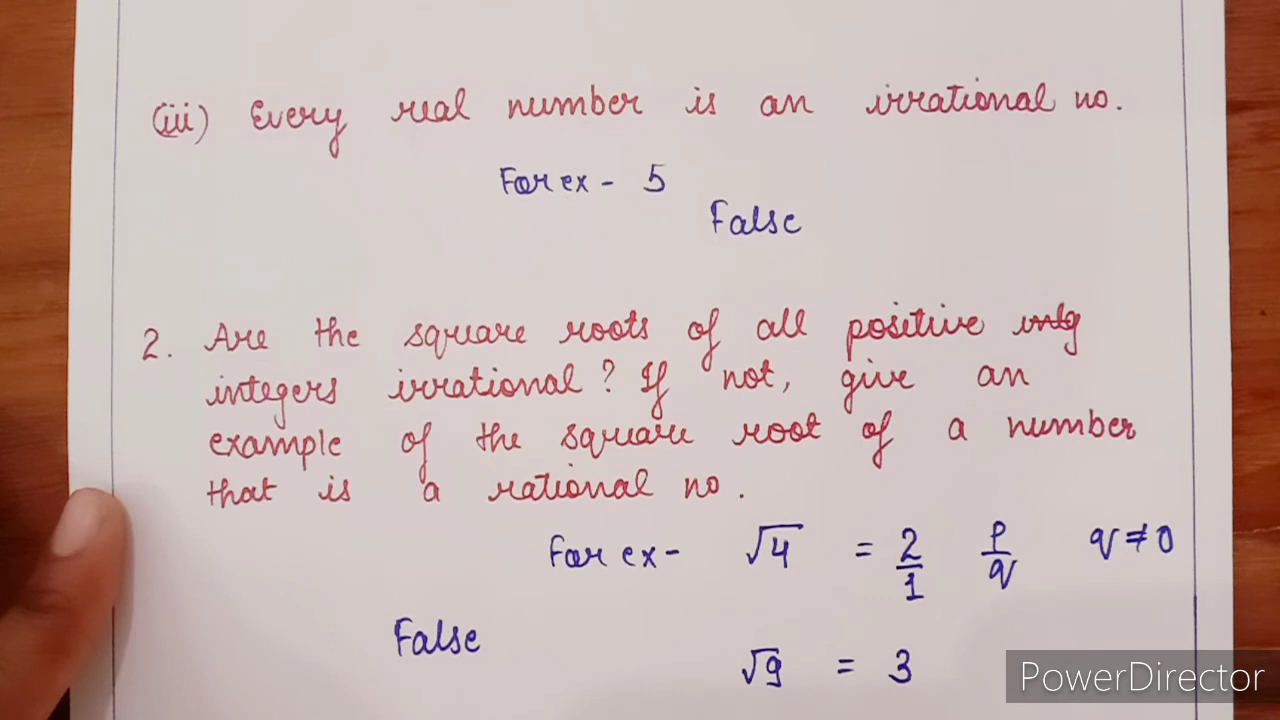 (iii) Every real number is an irrational no.
For ex - 5
False
2. Are the square roots of all positive intg
integers irrational? If not, give an
example of the square root of a number
that is a rational no.
For ex - √4 = 2/1 p/q q ≠ 0
False
√9 = 3
PowerDirector